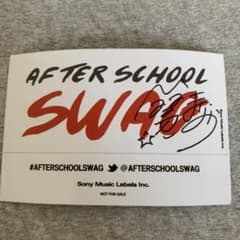 AFTER SCHOOL
SWAG
#AFTERSCHOOLSWAG @AFTERSCHOOLSWAG
Sony Music Labels Inc.
NOT FOR SALE